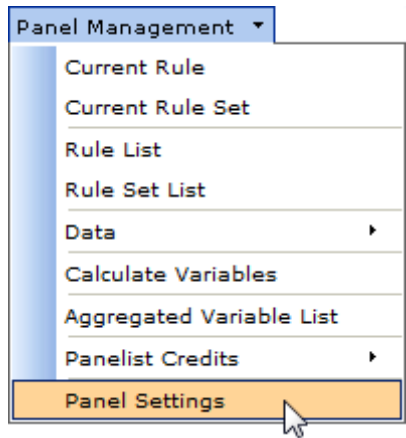 Panel Management
Current Rule
Current Rule Set
Rule List
Rule Set List
Data
Calculate Variables
Aggregated Variable List
Panelist Credits
Panel Settings